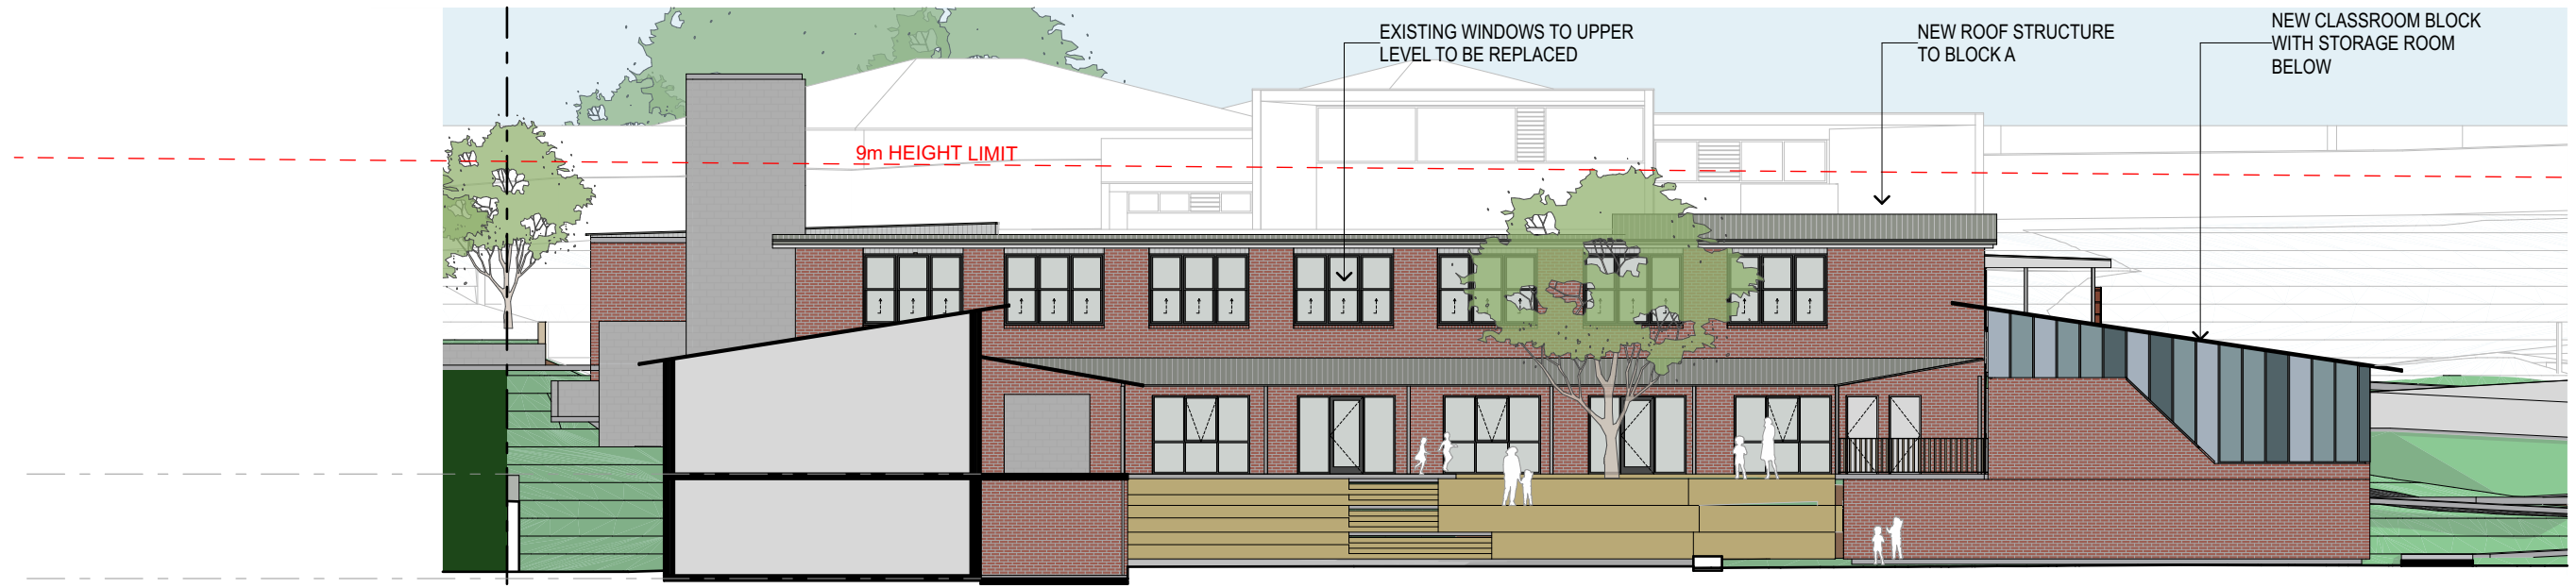 EXISTING WINDOWS TO UPPER
LEVEL TO BE REPLACED
NEW ROOF STRUCTURE
TO BLOCK A
NEW CLASSROOM BLOCK
WITH STORAGE ROOM
BELOW
9m HEIGHT LIMIT